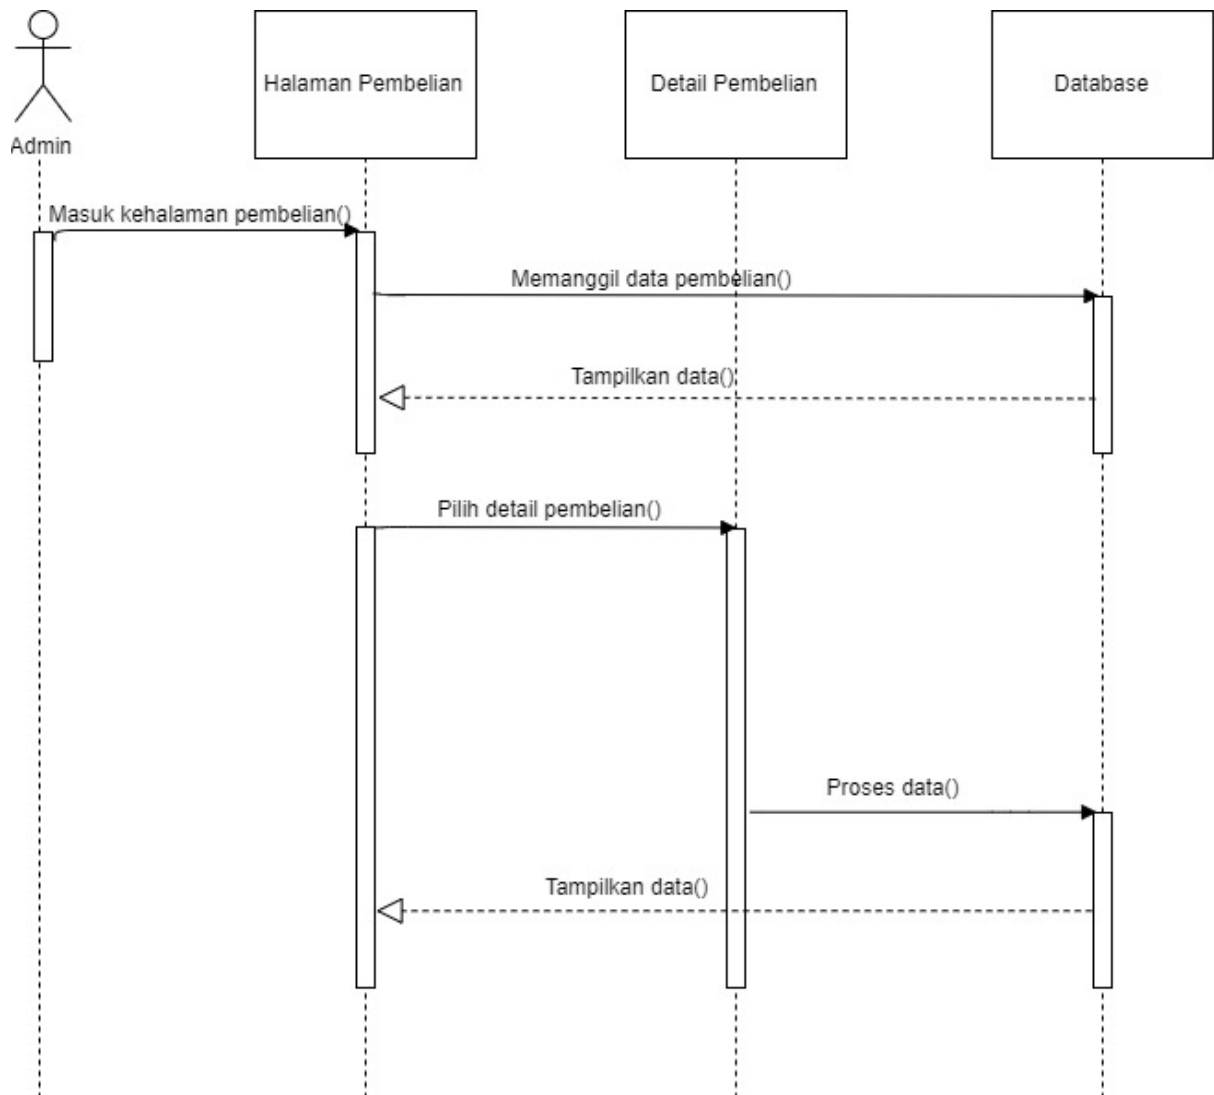 Halaman Pembelian
Detail Pembelian
Database
Admin
Masuk kehalaman pembelian()
Memanggil data pembelian()
Tampilkan data()
Pilih detail pembelian()
Proses data()
Tampilkan data()